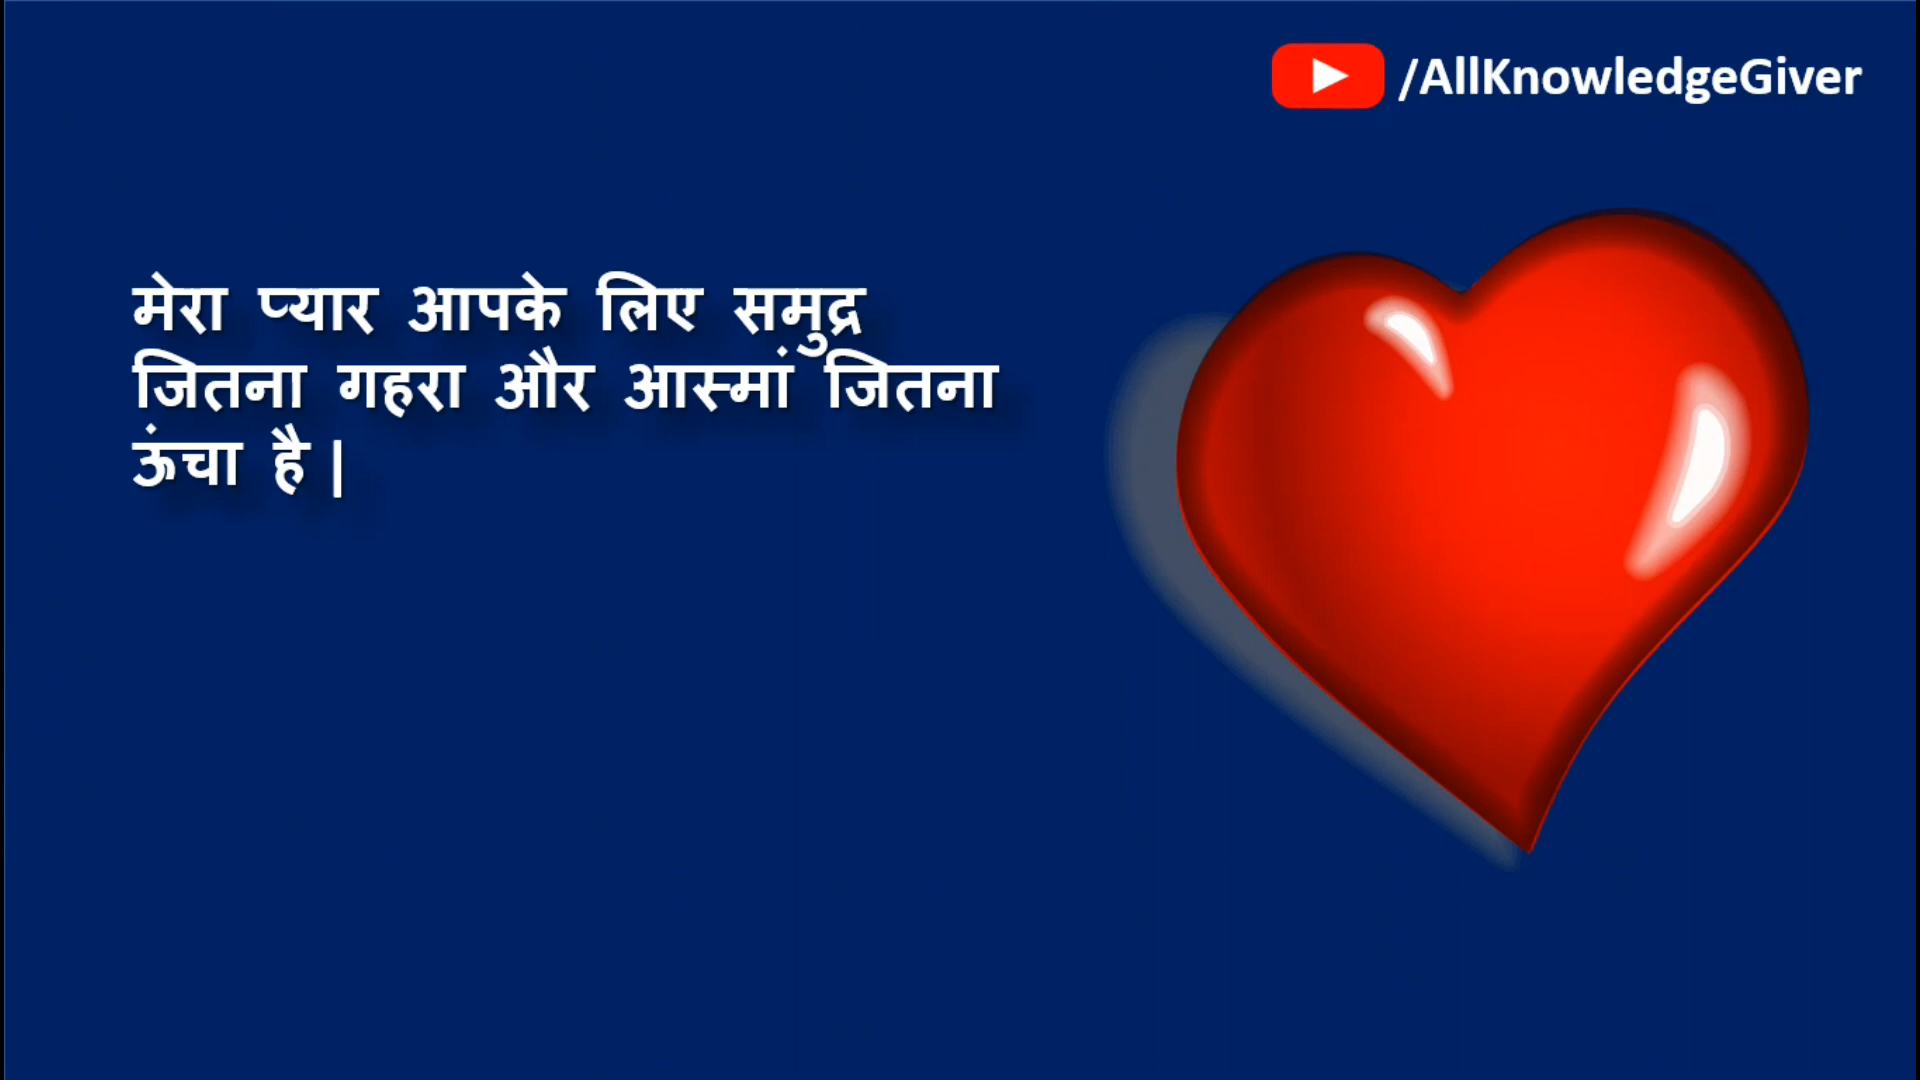 /AllKnowledgeGiver
मेरा प्यार आपके लिए समुद्र
जितना गहरा और आस्मां जितना
ऊंचा है|